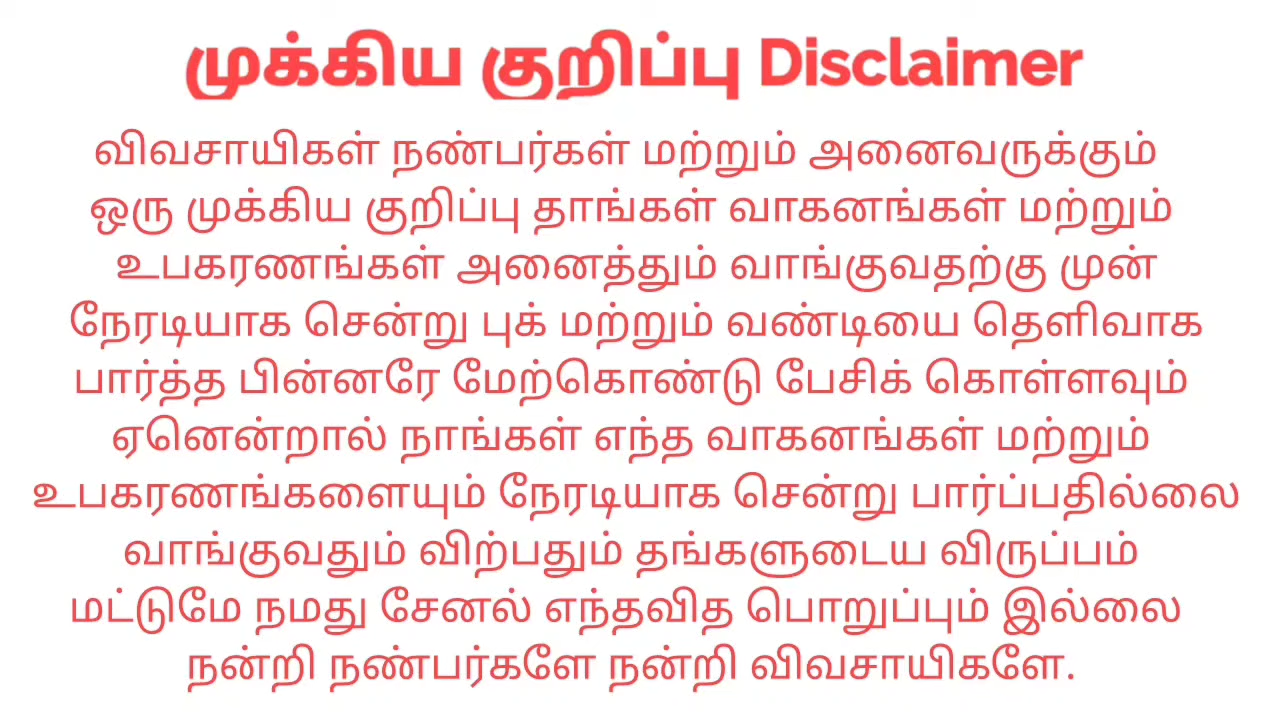 முக்கிய குறிப்பு Disclaimer
விவசாயிகள் நண்பர்கள் மற்றும் அனைவருக்கும்
ஒரு முக்கிய குறிப்பு தாங்கள் வாகனங்கள் மற்றும்
உபகரணங்கள் அனைத்தும் வாங்குவதற்கு முன்
நேரடியாக சென்று புக் மற்றும் வண்டியை தெளிவாக
பார்த்த பின்னரே மேற்கொண்டு பேசிக் கொள்ளவும்
ஏனென்றால் நாங்கள் எந்த வாகனங்கள் மற்றும்
உபகரணங்களையும் நேரடியாக சென்று பார்ப்பதில்லை
வாங்குவதும் விற்பதும் தங்களுடைய விருப்பம்
மட்டுமே நமது சேனல் எந்தவித பொறுப்பும் இல்லை
நன்றி நண்பர்களே நன்றி விவசாயிகளே.